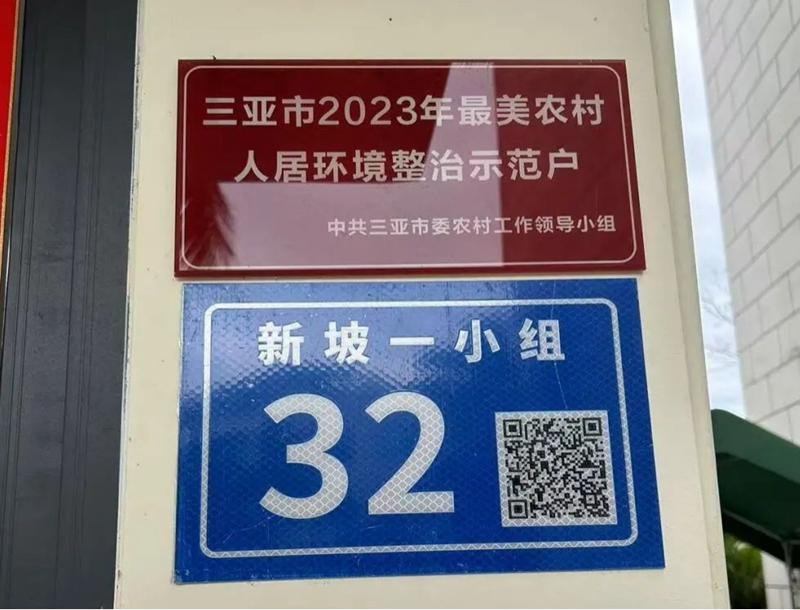 三亚市2023年最美农村
人居环境整治示范户
中共三亚市委农村工作领导小组
新坡一小组
32